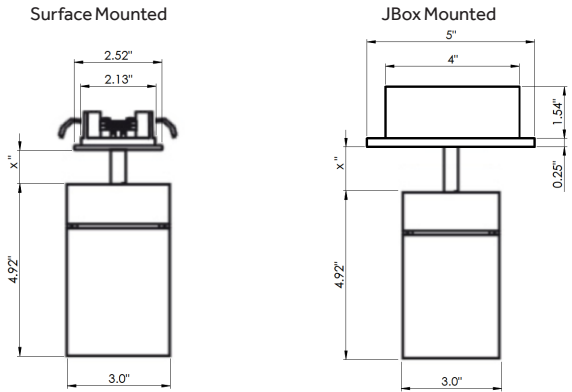 Surface Mounted
2.52"
2.13"
x"
4.92"
3.0"
JBox Mounted
5"
4"
1.54"
0.25"
x"
4.92"
3.0"